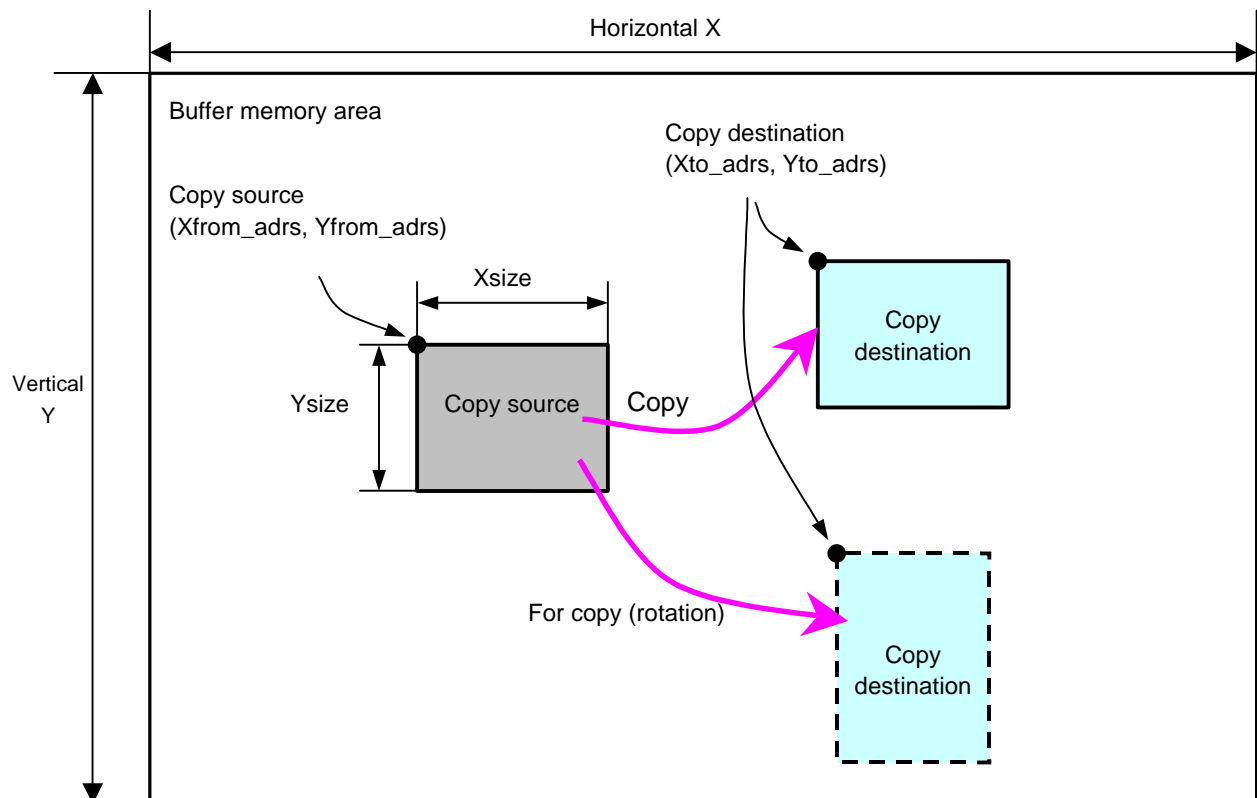 Horizontal X
Buffer memory area
Copy destination
(Xto_adrs, Yto_adrs)
Copy source
(Xfrom_adrs, Yfrom_adrs)
Xsize
Copy
destination
Vertical
Y
Ysize
Copy source
Copy
For copy (rotation)
Copy
destination